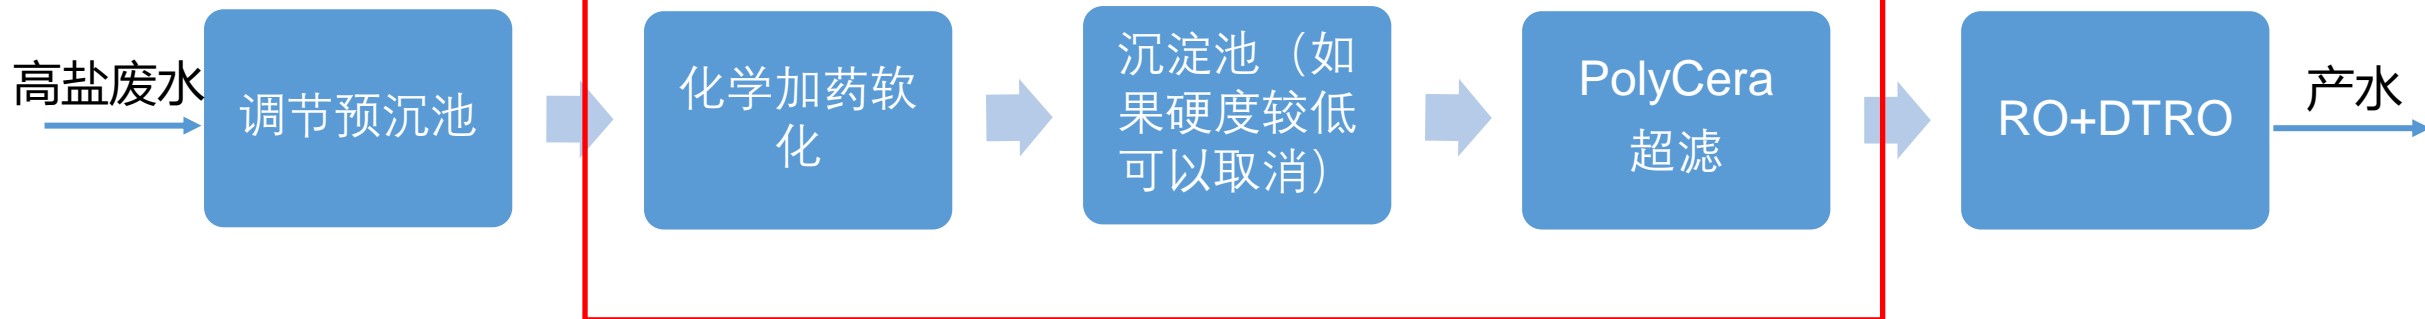 高盐废水
调节预沉池
化学加药软
化
沉淀池（如
果硬度较低
可以取消）
PolyCera
超滤
RO+DTRO
产水